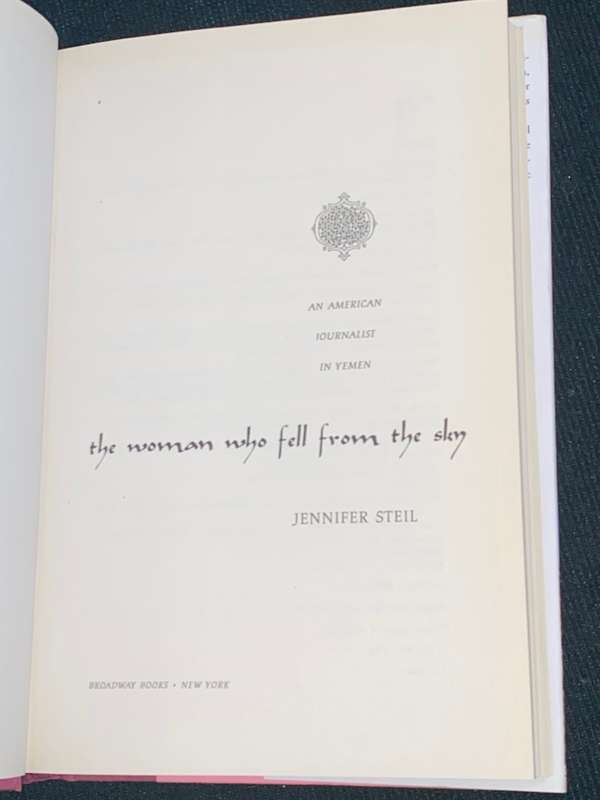 AN AMERICAN
JOURNALIST
IN YEMEN
the woman who fell from the sky
JENNIFER STEIL
BROADWAY BOOKS • NEW YORK